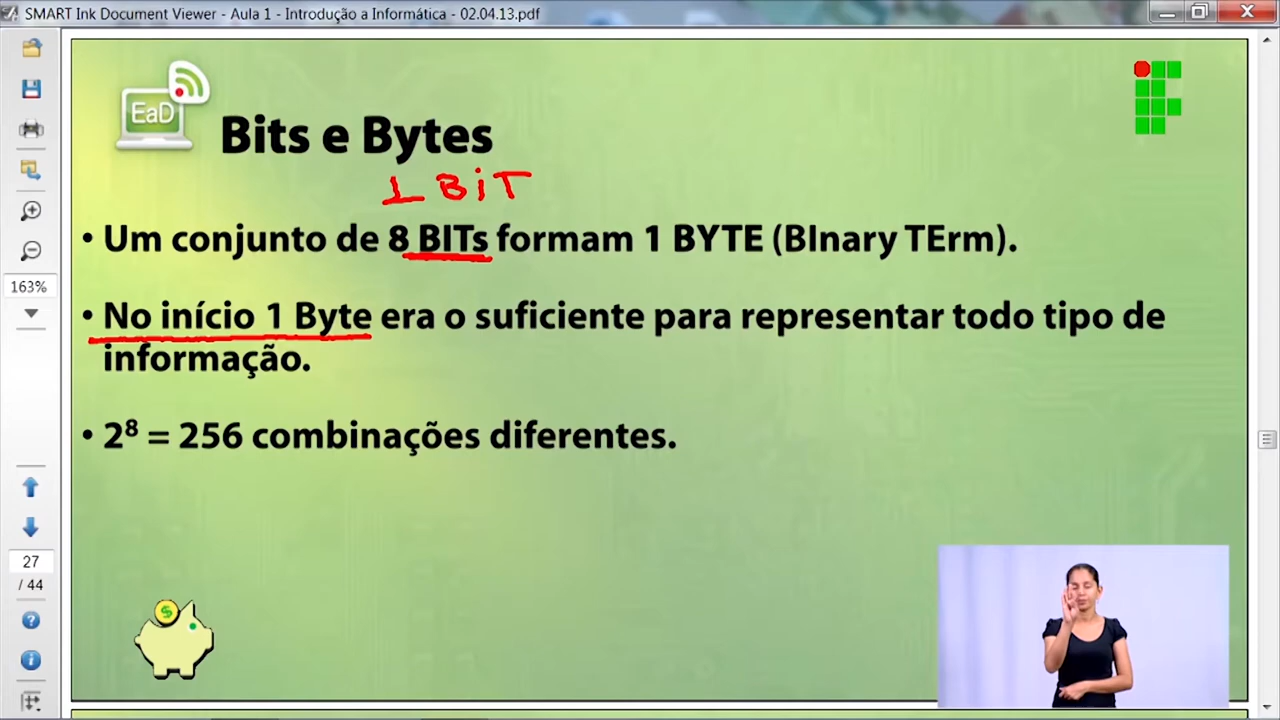 SMART Ink Document Viewer - Aula 1 - Introdução a Informática - 02.04.13.pdf
EaD
Bits e Bytes
1 BiT
• Um conjunto de 8 BITs formam 1 BYTE (BInary TErm).
163%
• No início 1 Byte era o suficiente para representar todo tipo de
informação.
• 2⁸ = 256 combinações diferentes.
27
/ 44
$